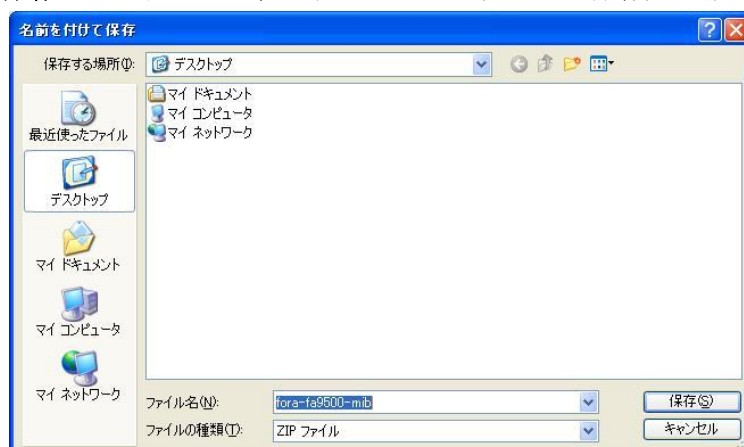 名前を付けて保存
保存する場所(I):
デスクトップ
マイ ドキュメント
マイ コンピュータ
マイ ネットワーク
最近使ったファイル
デスクトップ
マイ ドキュメント
マイ コンピュータ
マイ ネットワーク
ファイル名(N):
fora-fa9500-mib
保存(S)
ファイルの種類(T):
ZIP ファイル
キャンセル